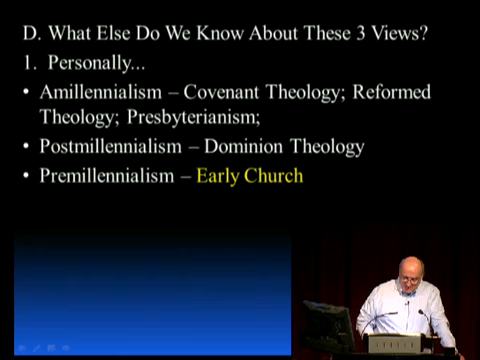 D. What Else Do We Know About These 3 Views?
1. Personally...
• Amillennialism – Covenant Theology; Reformed
Theology; Presbyterianism;
• Postmillennialism – Dominion Theology
• Premillennialism – Early Church